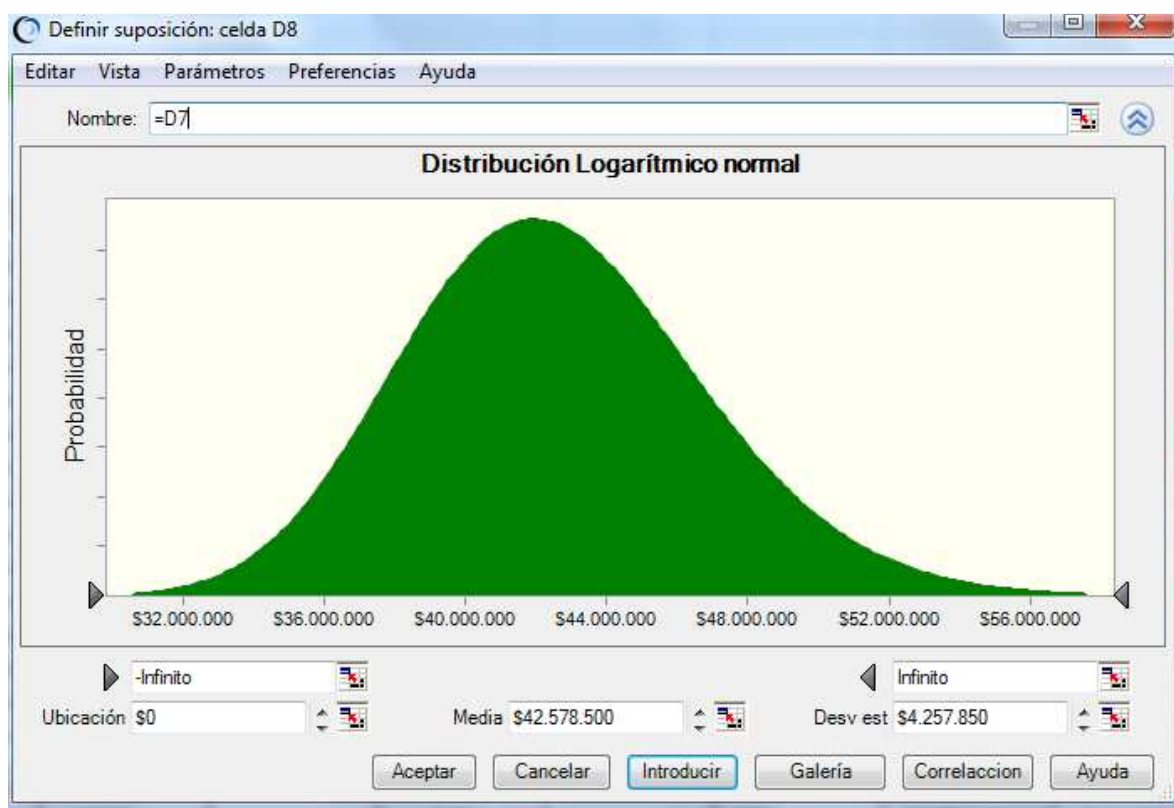 Definir suposición: celda D8
Editar Vista Parámetros Preferencias Ayuda
Nombre: =D7
Distribución Logarítmico normal
Probabilidad
$32.000.000 $36.000.000 $40.000.000 $44.000.000 $48.000.000 $52.000.000 $56.000.000
-Infinito Infinito
Ubicación $0 Media $42.578.500 Desv est $4.257.850
Aceptar Cancelar Introducir Galería Correlaccion Ayuda